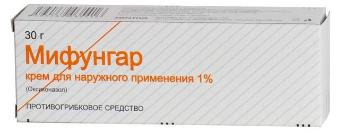 30 г
Мифунгар
крем для наружного применения 1%
(Оксиконазол)
ПРОТИВОГРИБКОВОЕ СРЕДСТВО